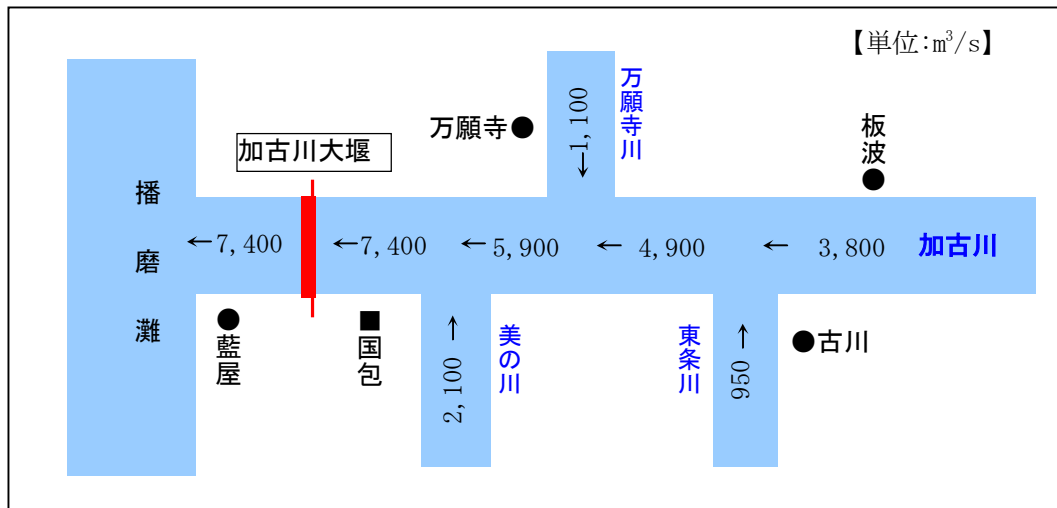 【単位:m³/s】
万願寺川
1,100
万願寺●
板波
●
加古川大堰
播磨灘
←7,400
←7,400
←5,900
←4,900
←3,800
加古川
●藍屋
■国包
2,100
美の川
東条川
950
●古川